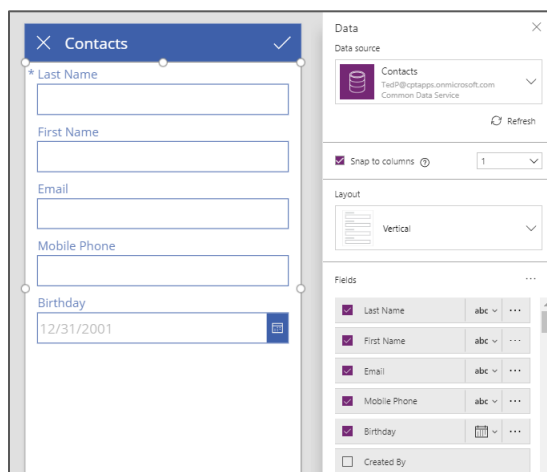 Contacts
* Last Name
First Name
Email
Mobile Phone
Birthday
12/31/2001
Data
Data source
Contacts
TedP@cptapps.onmicrosoft.com
Common Data Service
Refresh
Snap to columns
1
Layout
Vertical
Fields
Last Name abc
First Name abc
Email abc
Mobile Phone abc
Birthday
Created By